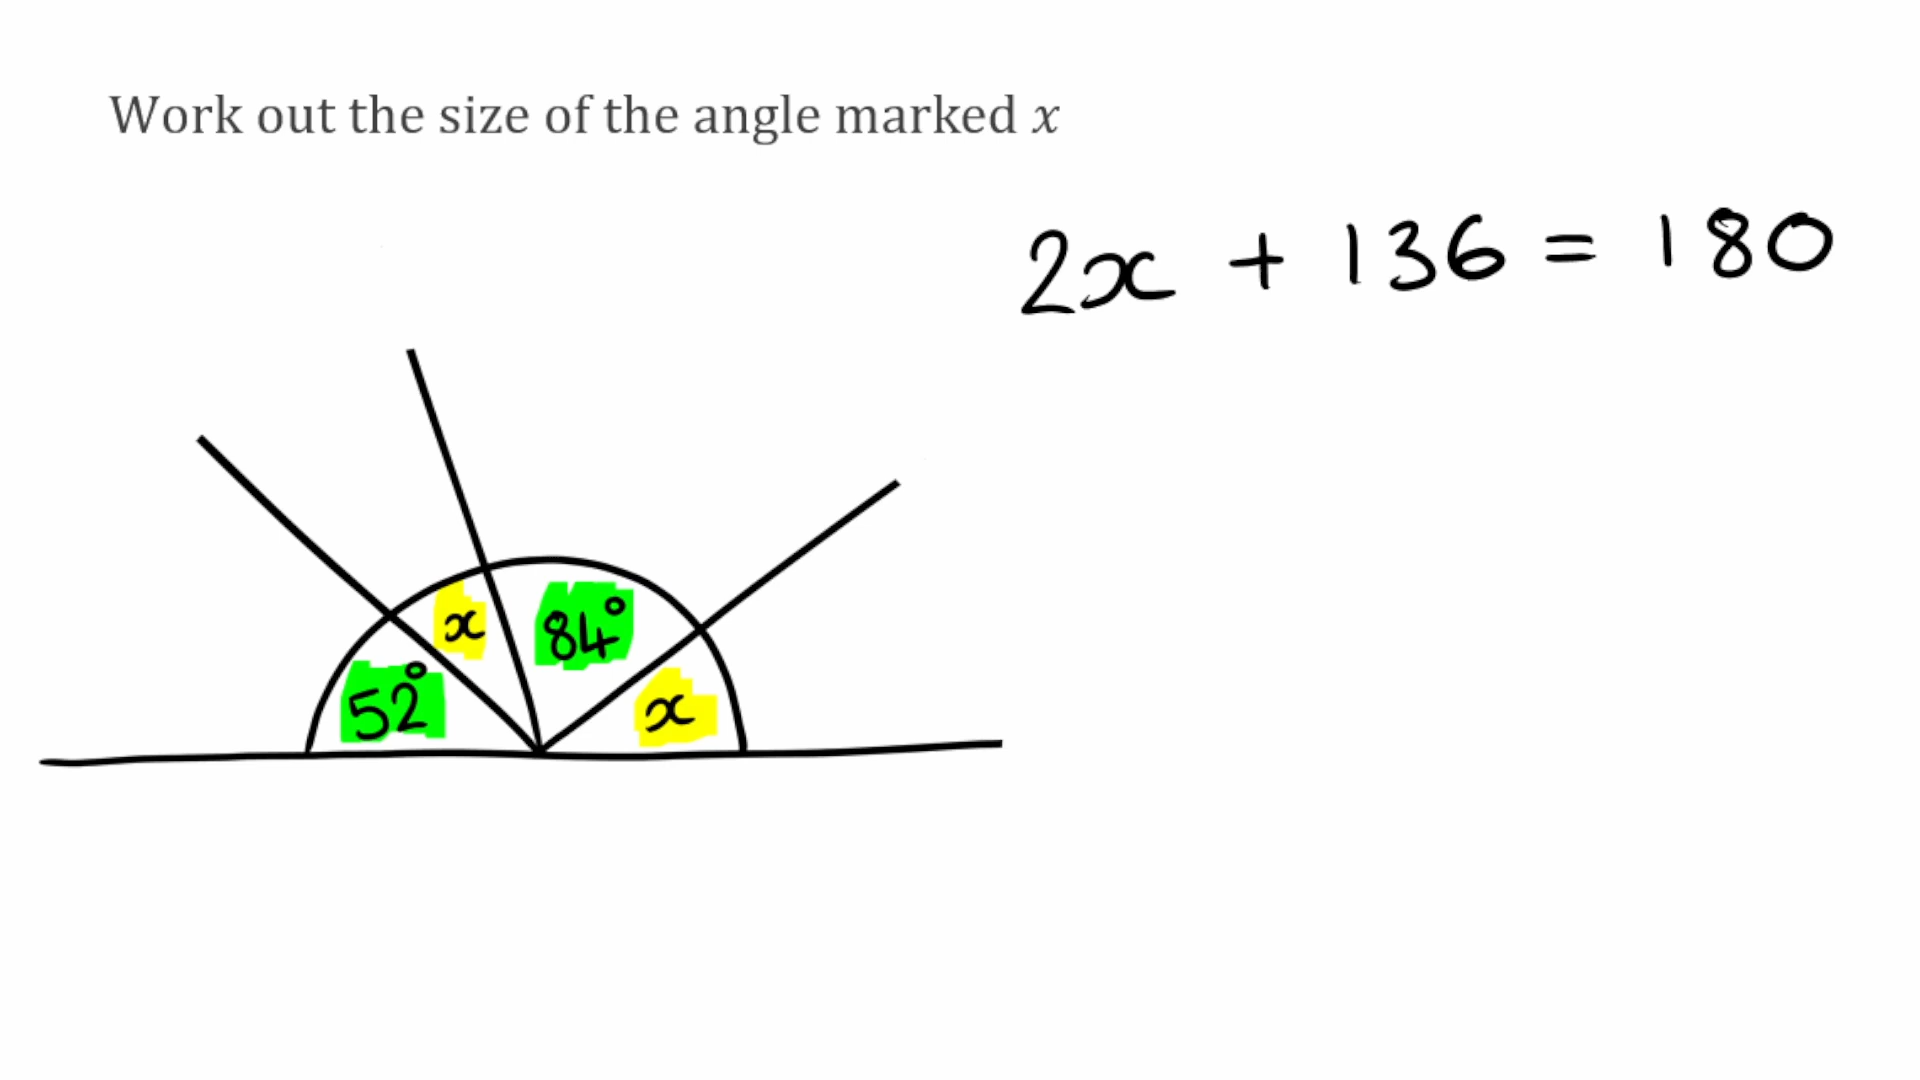 Work out the size of the angle marked x
2x + 136 = 180
x
84°
52°
x